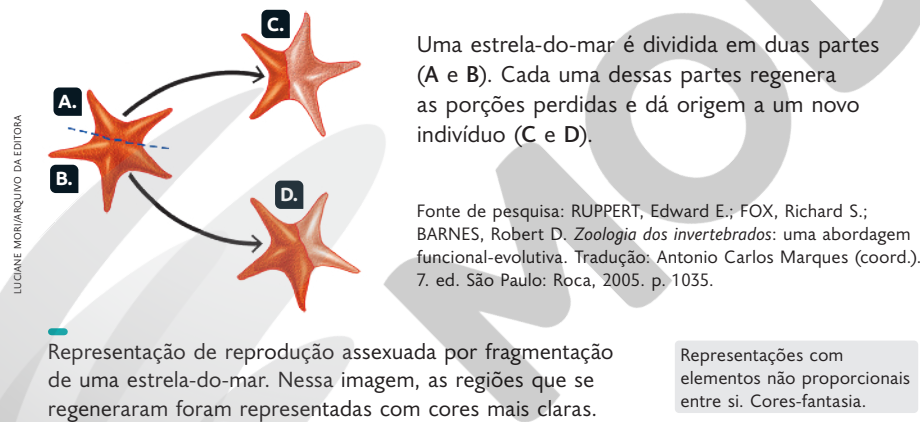 C.
A.
B.
D.
LUCIANE MORI/ARQUIVO DA EDITORA
Uma estrela-do-mar é dividida em duas partes
(A e B). Cada uma dessas partes regenera
as porções perdidas e dá origem a um novo
indivíduo (C e D).
Fonte de pesquisa: RUPPERT, Edward E.; FOX, Richard S.;
BARNES, Robert D. Zoologia dos invertebrados: uma abordagem
funcional-evolutiva. Tradução: Antonio Carlos Marques (coord.).
7. ed. São Paulo: Roca, 2005. p. 1035.
Representação de reprodução assexuada por fragmentação
de uma estrela-do-mar. Nessa imagem, as regiões que se
regeneraram foram representadas com cores mais claras.
Representações com
elementos não proporcionais
entre si. Cores-fantasia.
MOD